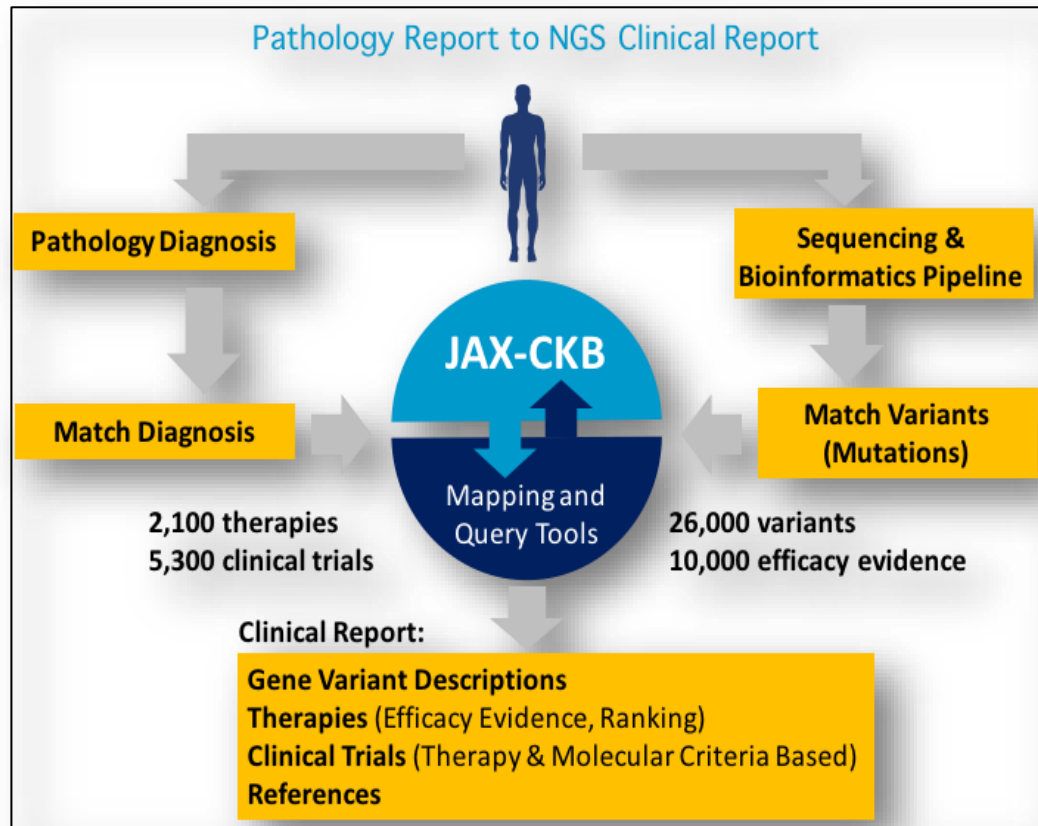 Pathology Report to NGS Clinical Report
Pathology Diagnosis
Sequencing &
Bioinformatics Pipeline
JAX-CKB
Match Diagnosis
Match Variants
(Mutations)
Mapping and
Query Tools
2,100 therapies
5,300 clinical trials
26,000 variants
10,000 efficacy evidence
Clinical Report:
Gene Variant Descriptions
Therapies (Efficacy Evidence, Ranking)
Clinical Trials (Therapy & Molecular Criteria Based)
References